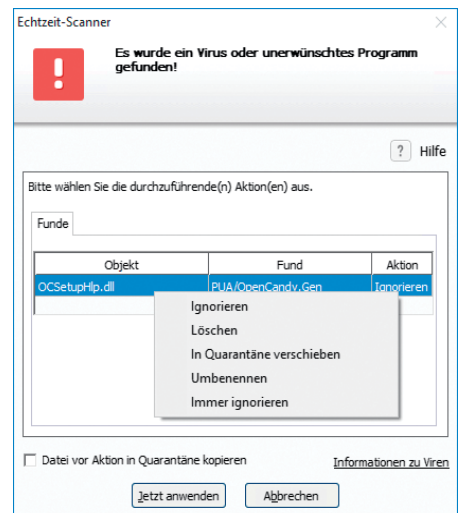 Echtzeit-Scanner
Es wurde ein Virus oder unerwünschtes Programm
gefunden!
? Hilfe
Bitte wählen Sie die durchzuführende(n) Aktion(en) aus.
Funde
Objekt Fund Aktion
OCSetupHlp.dll PUA/OpenCandy.Gen Ignorieren
Ignorieren
Löschen
In Quarantäne verschieben
Umbenennen
Immer ignorieren
Datei vor Aktion in Quarantäne kopieren Informationen zu Viren
Jetzt anwenden Abbrechen